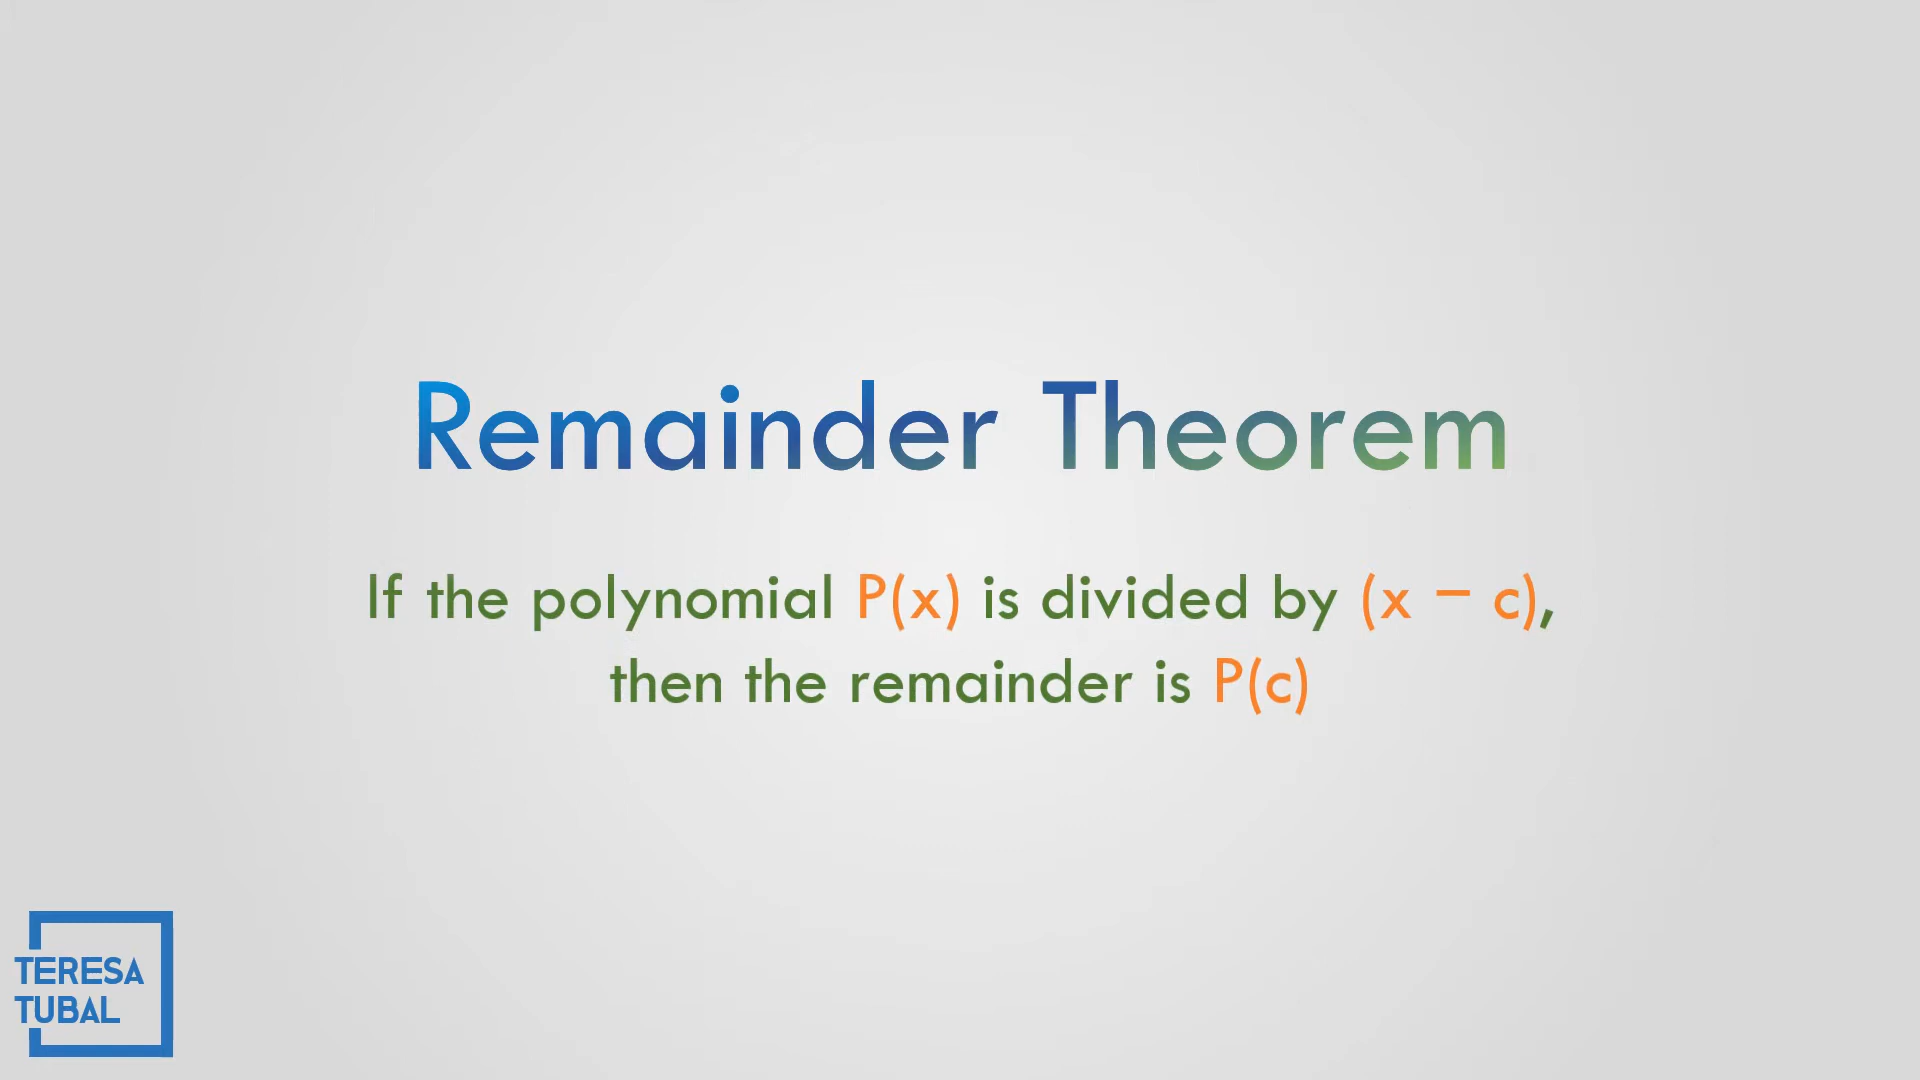 Remainder Theorem
If the polynomial P(x) is divided by (x − c),
then the remainder is P(c)
TERESA
TUBAL